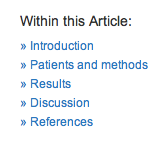 Within this Article:
» Introduction
» Patients and methods
» Results
» Discussion
» References